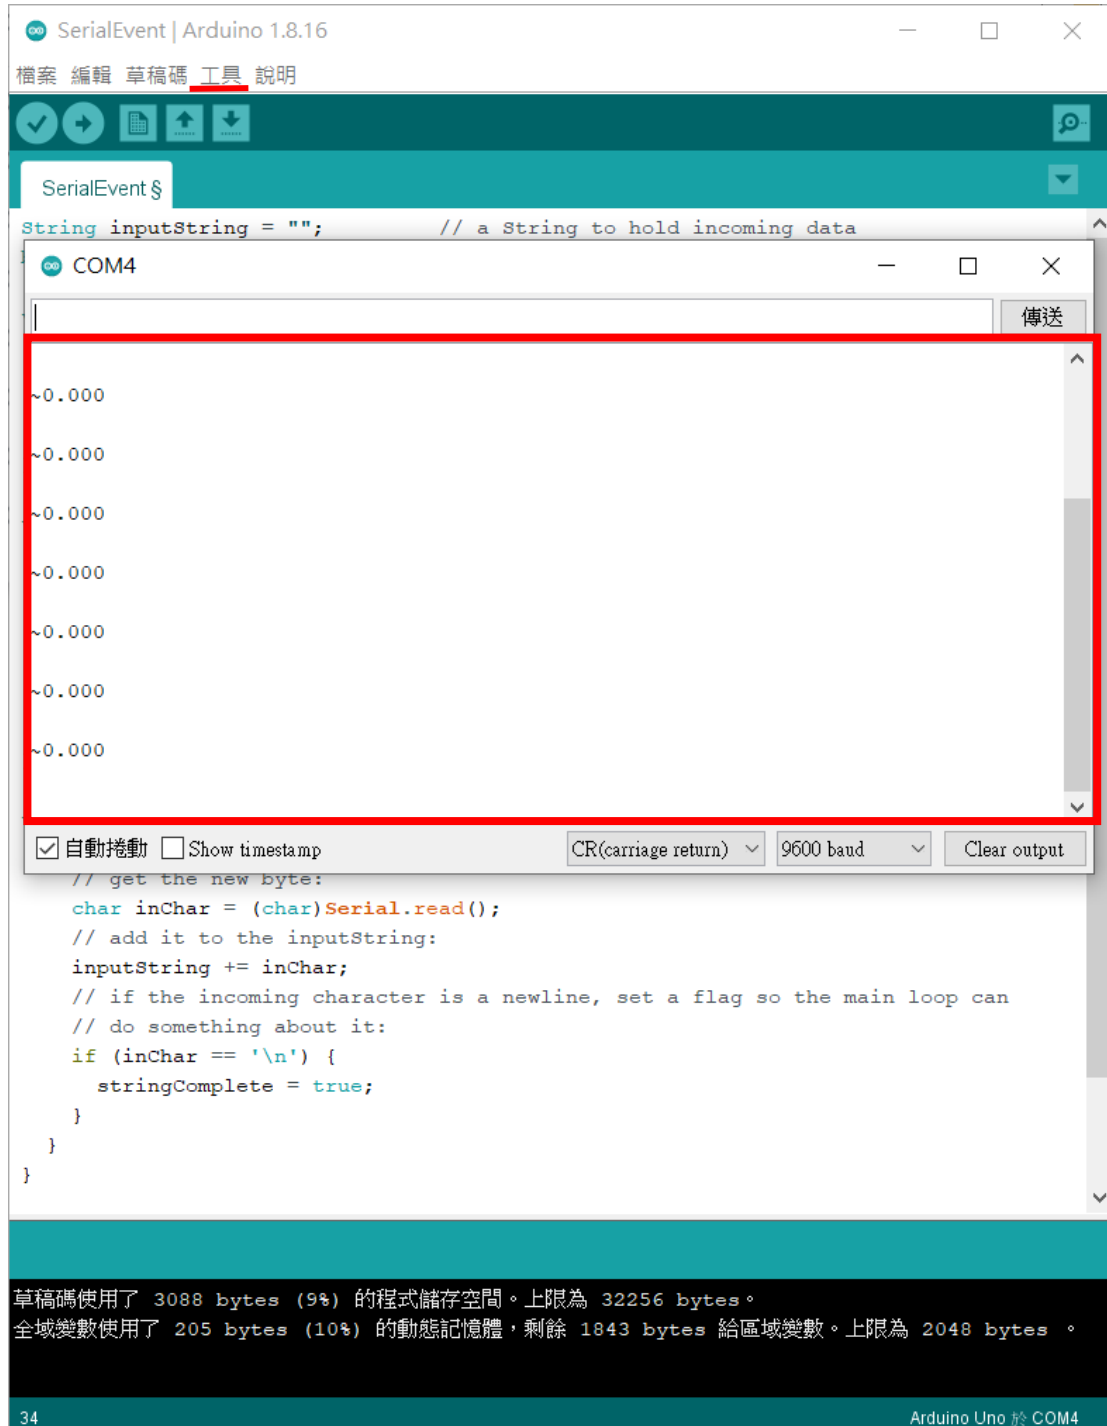 SerialEvent | Arduino 1.8.16
檔案 編輯 草稿碼 工具 說明
SerialEvent §
String inputString = "";         // a String to hold incoming data
COM4
傳送
~0.000
~0.000
~0.000
~0.000
~0.000
~0.000
~0.000
自動捲動 Show timestamp CR(carriage return) 9600 baud Clear output
// get the new byte:
char inChar = (char)Serial.read();
// add it to the inputString:
inputString += inChar;
// if the incoming character is a newline, set a flag so the main loop can
// do something about it:
if (inChar == '\n') {
stringComplete = true;
}
}
}
草稿碼使用了 3088 bytes (9%) 的程式儲存空間。上限為 32256 bytes。
全域變數使用了 205 bytes (10%) 的動態記憶體，剩餘 1843 bytes 給區域變數。上限為 2048 bytes 。
34 Arduino Uno 於 COM4